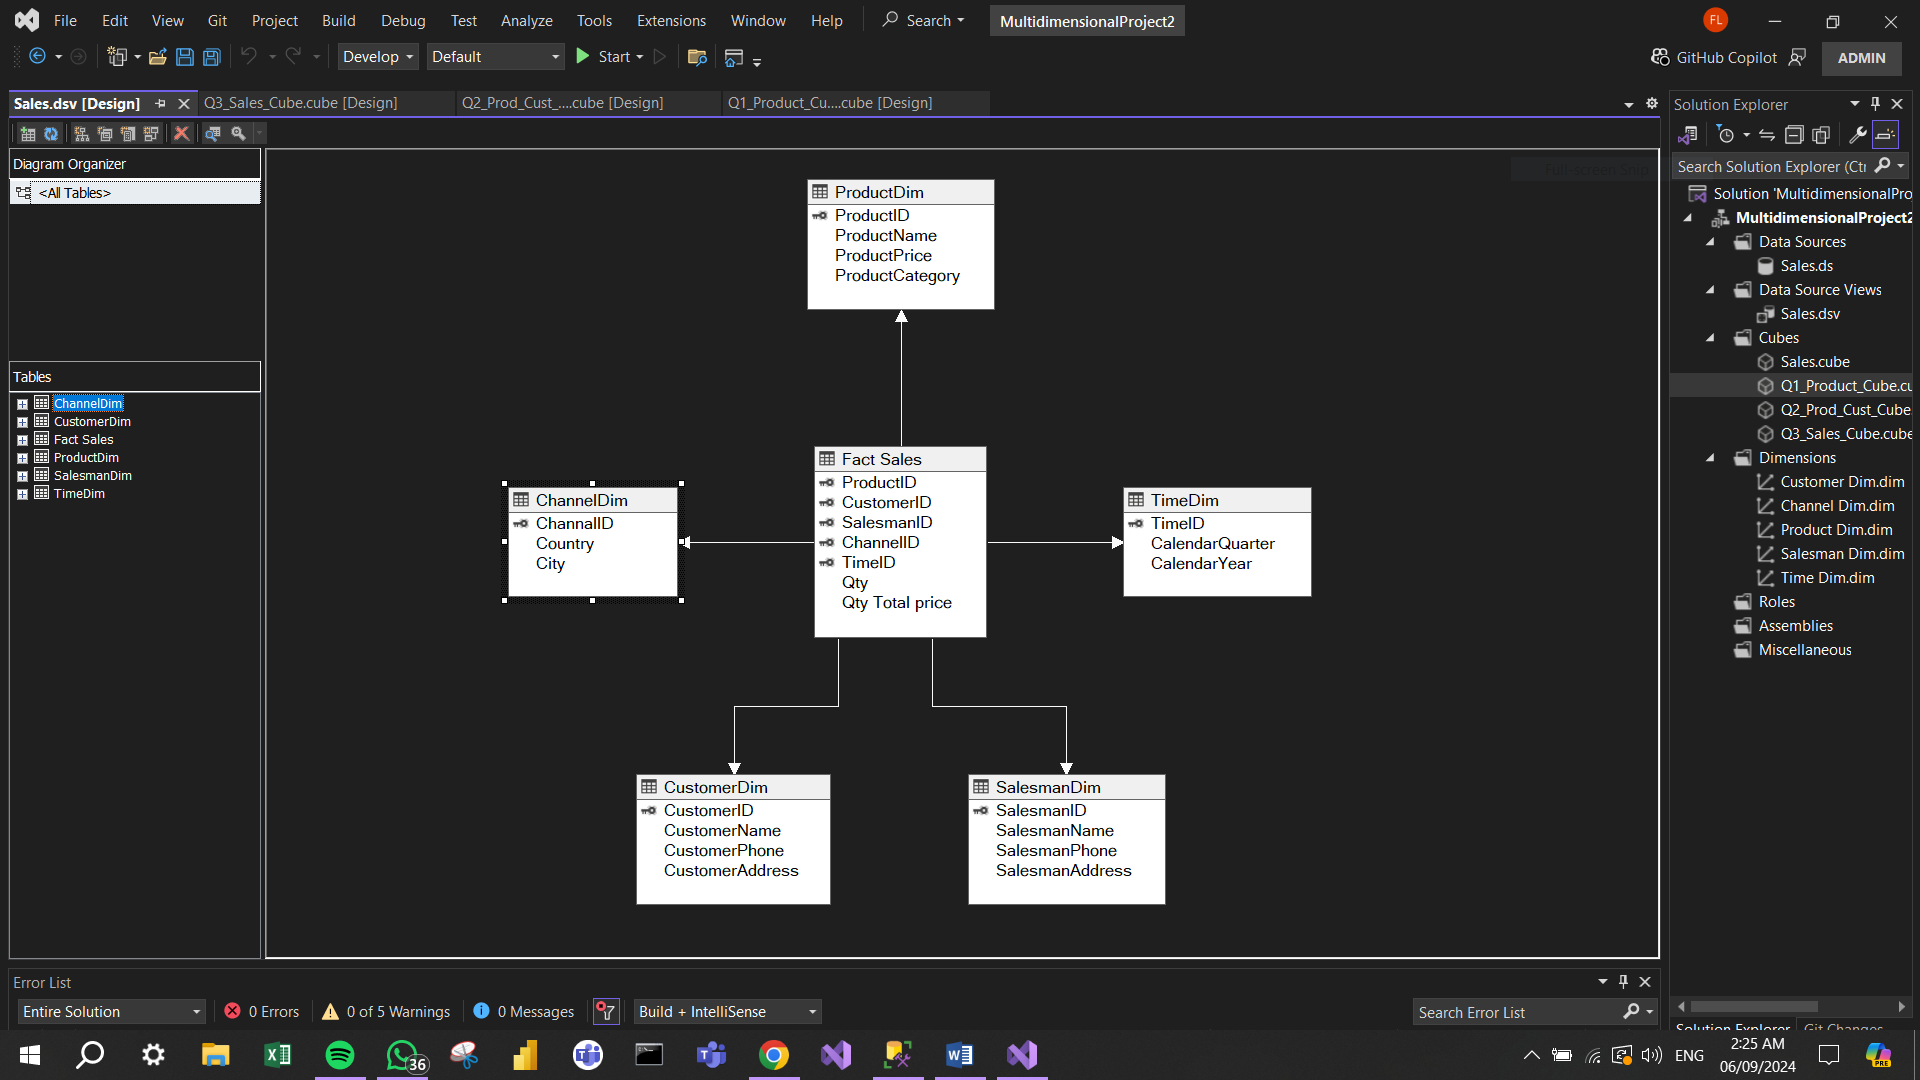 File Edit View Git Project Build Debug Test Analyze Tools Extensions Window Help Search MultidimensionalProject2 FL
Develop Default Start GitHub Copilot ADMIN
Sales.dsv [Design] Q3_Sales_Cube.cube [Design] Q2_Prod_Cust_....cube [Design] Q1_Product_Cu....cube [Design]
Diagram Organizer
<All Tables>
Tables
ChannelDim
CustomerDim
Fact Sales
ProductDim
SalesmanDim
TimeDim
Full-screen Snip
ProductDim
ProductID
ProductName
ProductPrice
ProductCategory
Fact Sales
ProductID
CustomerID
SalesmanID
ChannelID
TimeID
Qty
Qty Total price
ChannelDim
ChannalID
Country
City
TimeDim
TimeID
CalendarQuarter
CalendarYear
CustomerDim
CustomerID
CustomerName
CustomerPhone
CustomerAddress
SalesmanDim
SalesmanID
SalesmanName
SalesmanPhone
SalesmanAddress
Solution Explorer
Search Solution Explorer (Ctr
Solution 'MultidimensionalPro
MultidimensionalProject2
Data Sources
Sales.ds
Data Source Views
Sales.dsv
Cubes
Sales.cube
Q1_Product_Cube.cu
Q2_Prod_Cust_Cube
Q3_Sales_Cube.cube
Dimensions
Customer Dim.dim
Channel Dim.dim
Product Dim.dim
Salesman Dim.dim
Time Dim.dim
Roles
Assemblies
Miscellaneous
Solution Explorer Git Changes
Error List
Entire Solution 0 Errors 0 of 5 Warnings 0 Messages Build + IntelliSense Search Error List
36
ENG
2:25 AM
06/09/2024
PRE